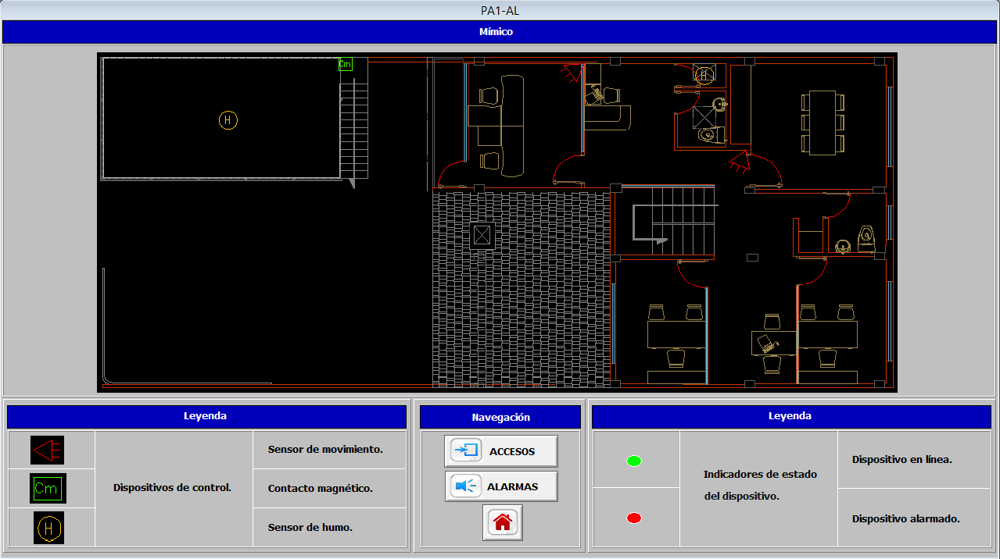 PA1-AL
Mímico
Cm
H
H
Leyenda
Sensor de movimiento.
Cm
Dispositivos de control.
Contacto magnético.
H
Sensor de humo.
Navegación
ACCESOS
ALARMAS
Leyenda
Indicadores de estado
del dispositivo.
Dispositivo en línea.
Dispositivo alarmado.